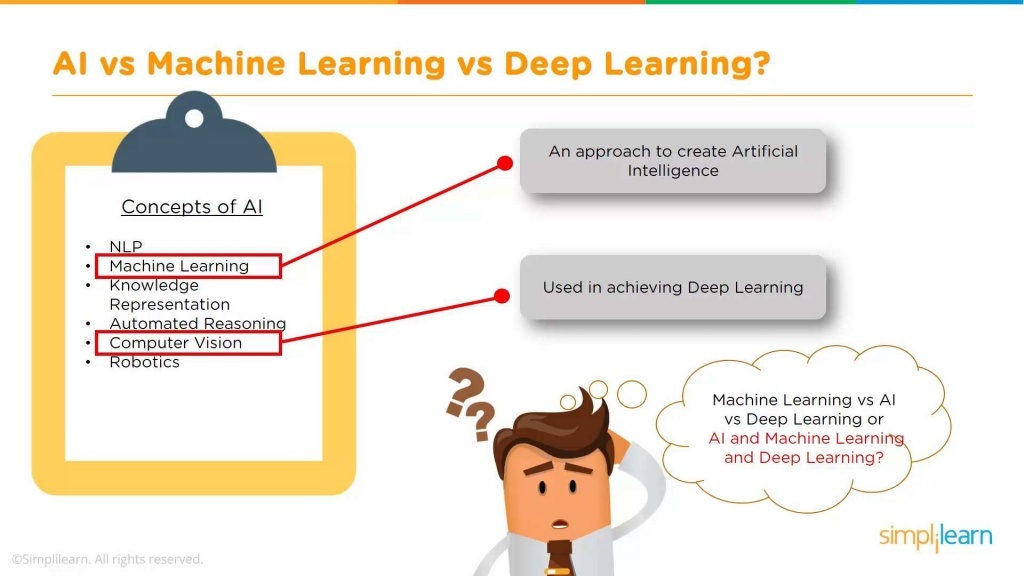 AI vs Machine Learning vs Deep Learning?
Concepts of AI
• NLP
• Machine Learning
• Knowledge
Representation
• Automated Reasoning
• Computer Vision
• Robotics
An approach to create Artificial
Intelligence
Used in achieving Deep Learning
??
Machine Learning vs AI
vs Deep Learning or
AI and Machine Learning
and Deep Learning?
©Simplilearn. All rights reserved.
simplilearn